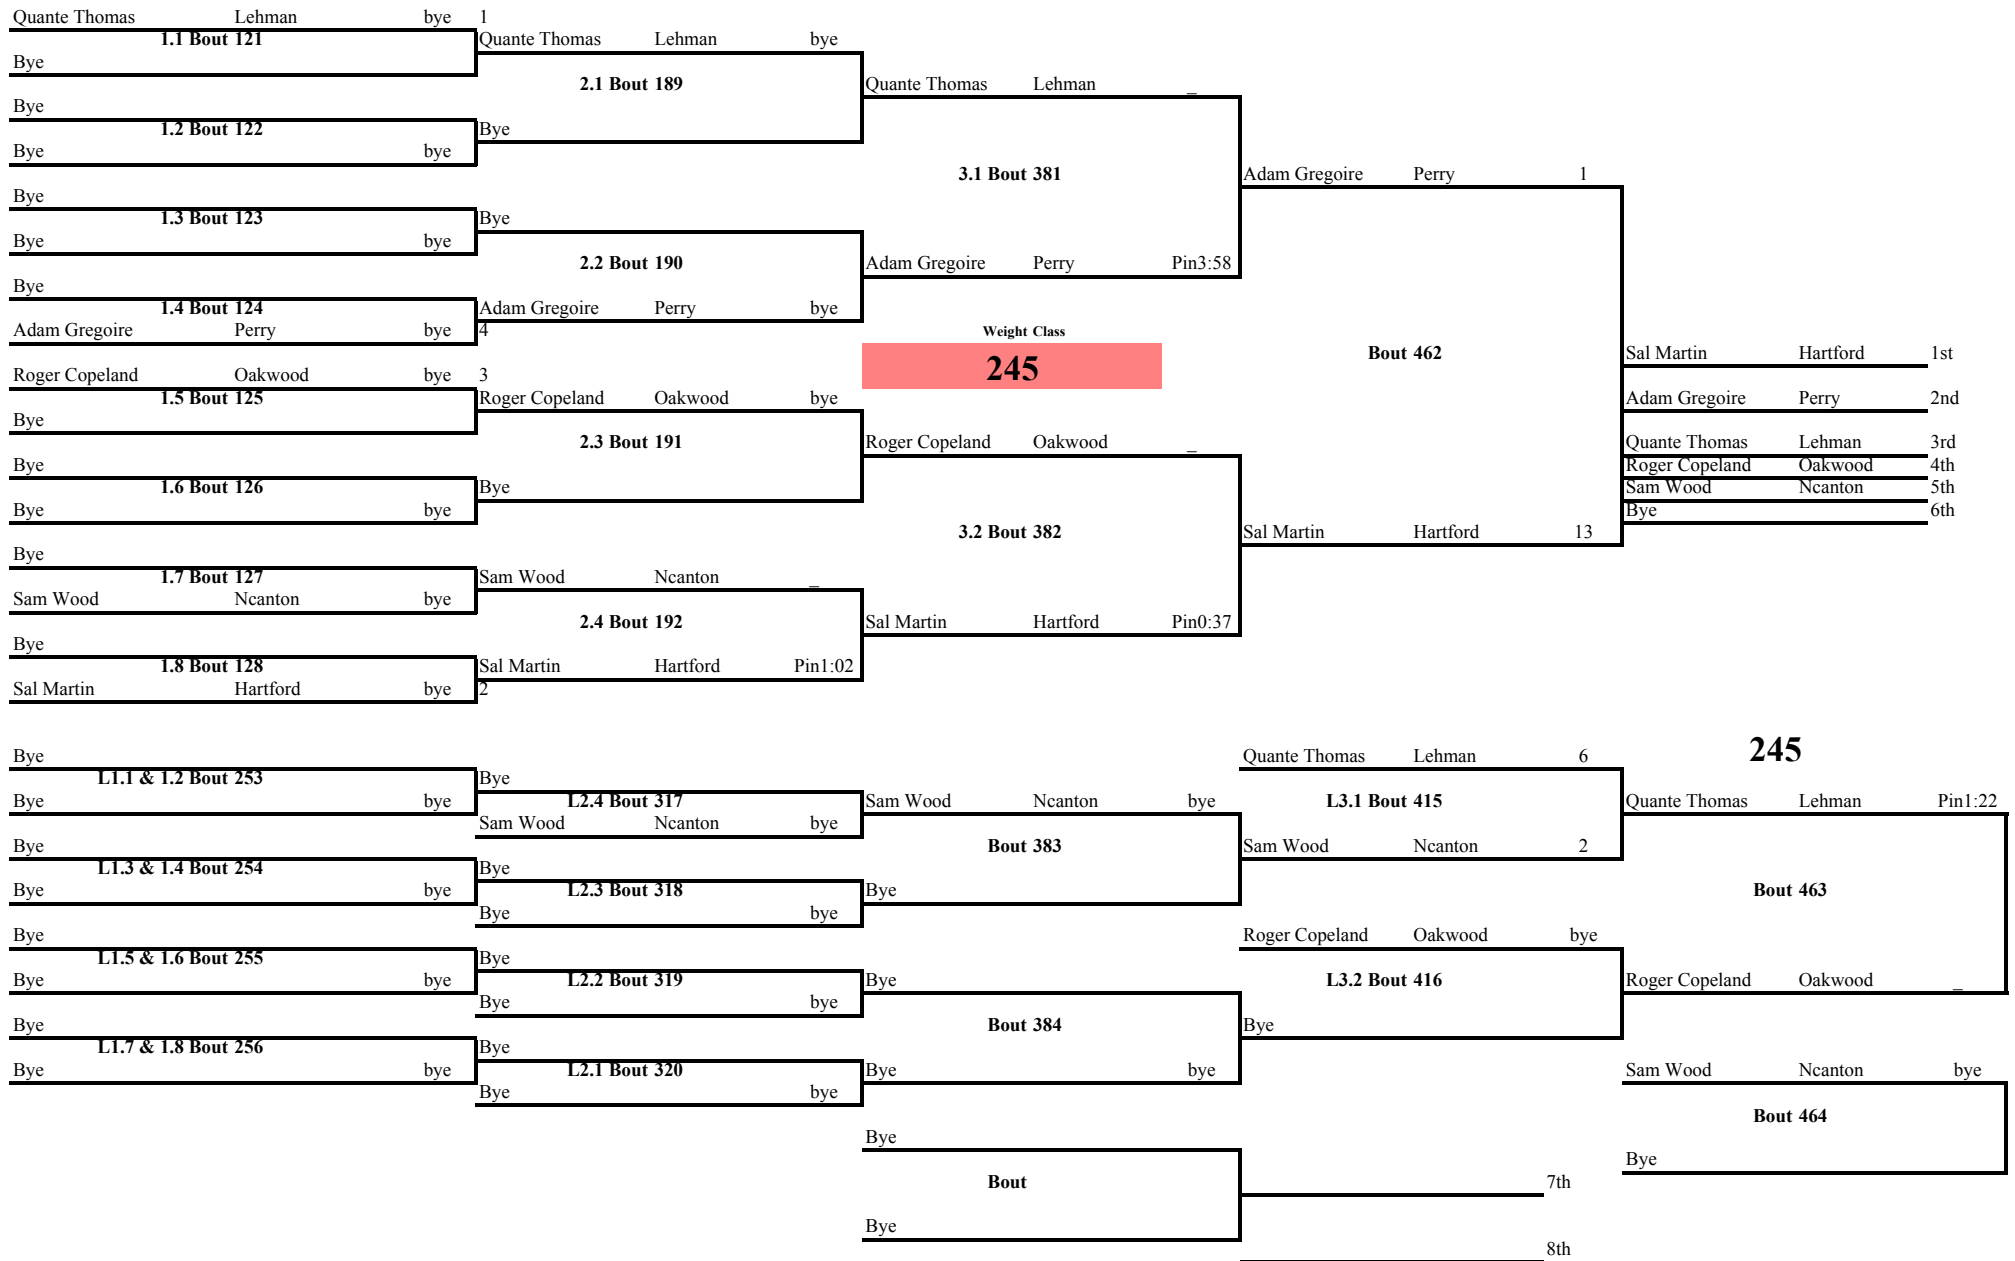 Quante Thomas Lehman bye 1
1.1 Bout 121 Quante Thomas Lehman bye
Bye
2.1 Bout 189 Quante Thomas Lehman _
Bye
1.2 Bout 122 Bye
Bye bye
3.1 Bout 381 Adam Gregoire Perry 1
Bye
1.3 Bout 123 Bye
Bye bye
2.2 Bout 190 Adam Gregoire Perry Pin3:58
Bye
1.4 Bout 124 Adam Gregoire Perry bye
Adam Gregoire Perry bye 4 Weight Class
Bout 462 Sal Martin Hartford 1st
245
Roger Copeland Oakwood bye 3
1.5 Bout 125 Roger Copeland Oakwood bye Adam Gregoire Perry 2nd
Bye
2.3 Bout 191 Roger Copeland Oakwood _ Quante Thomas Lehman 3rd
Bye Roger Copeland Oakwood 4th
1.6 Bout 126 Bye Sam Wood Ncanton 5th
Bye bye Bye 6th
3.2 Bout 382 Sal Martin Hartford 13
Bye
1.7 Bout 127 Sam Wood Ncanton _
Sam Wood Ncanton bye
2.4 Bout 192 Sal Martin Hartford Pin0:37
Bye
1.8 Bout 128 Sal Martin Hartford Pin1:02
Sal Martin Hartford bye 2
245
Bye Quante Thomas Lehman 6
L1.1 & 1.2 Bout 253 Bye
Bye bye L2.4 Bout 317 Sam Wood Ncanton bye L3.1 Bout 415 Quante Thomas Lehman Pin1:22
Sam Wood Ncanton bye
Bye Bout 383 Sam Wood Ncanton 2
L1.3 & 1.4 Bout 254 Bye
Bye bye L2.3 Bout 318 Bye Bout 463
Bye bye
Bye Roger Copeland Oakwood bye
L1.5 & 1.6 Bout 255 Bye
Bye bye L2.2 Bout 319 Bye L3.2 Bout 416 Roger Copeland Oakwood _
Bye bye
Bye Bout 384 Bye
L1.7 & 1.8 Bout 256 Bye
Bye bye L2.1 Bout 320 Bye bye Sam Wood Ncanton bye
Bye bye
Bout 464
Bye
Bye
Bout 7th
Bye
8th